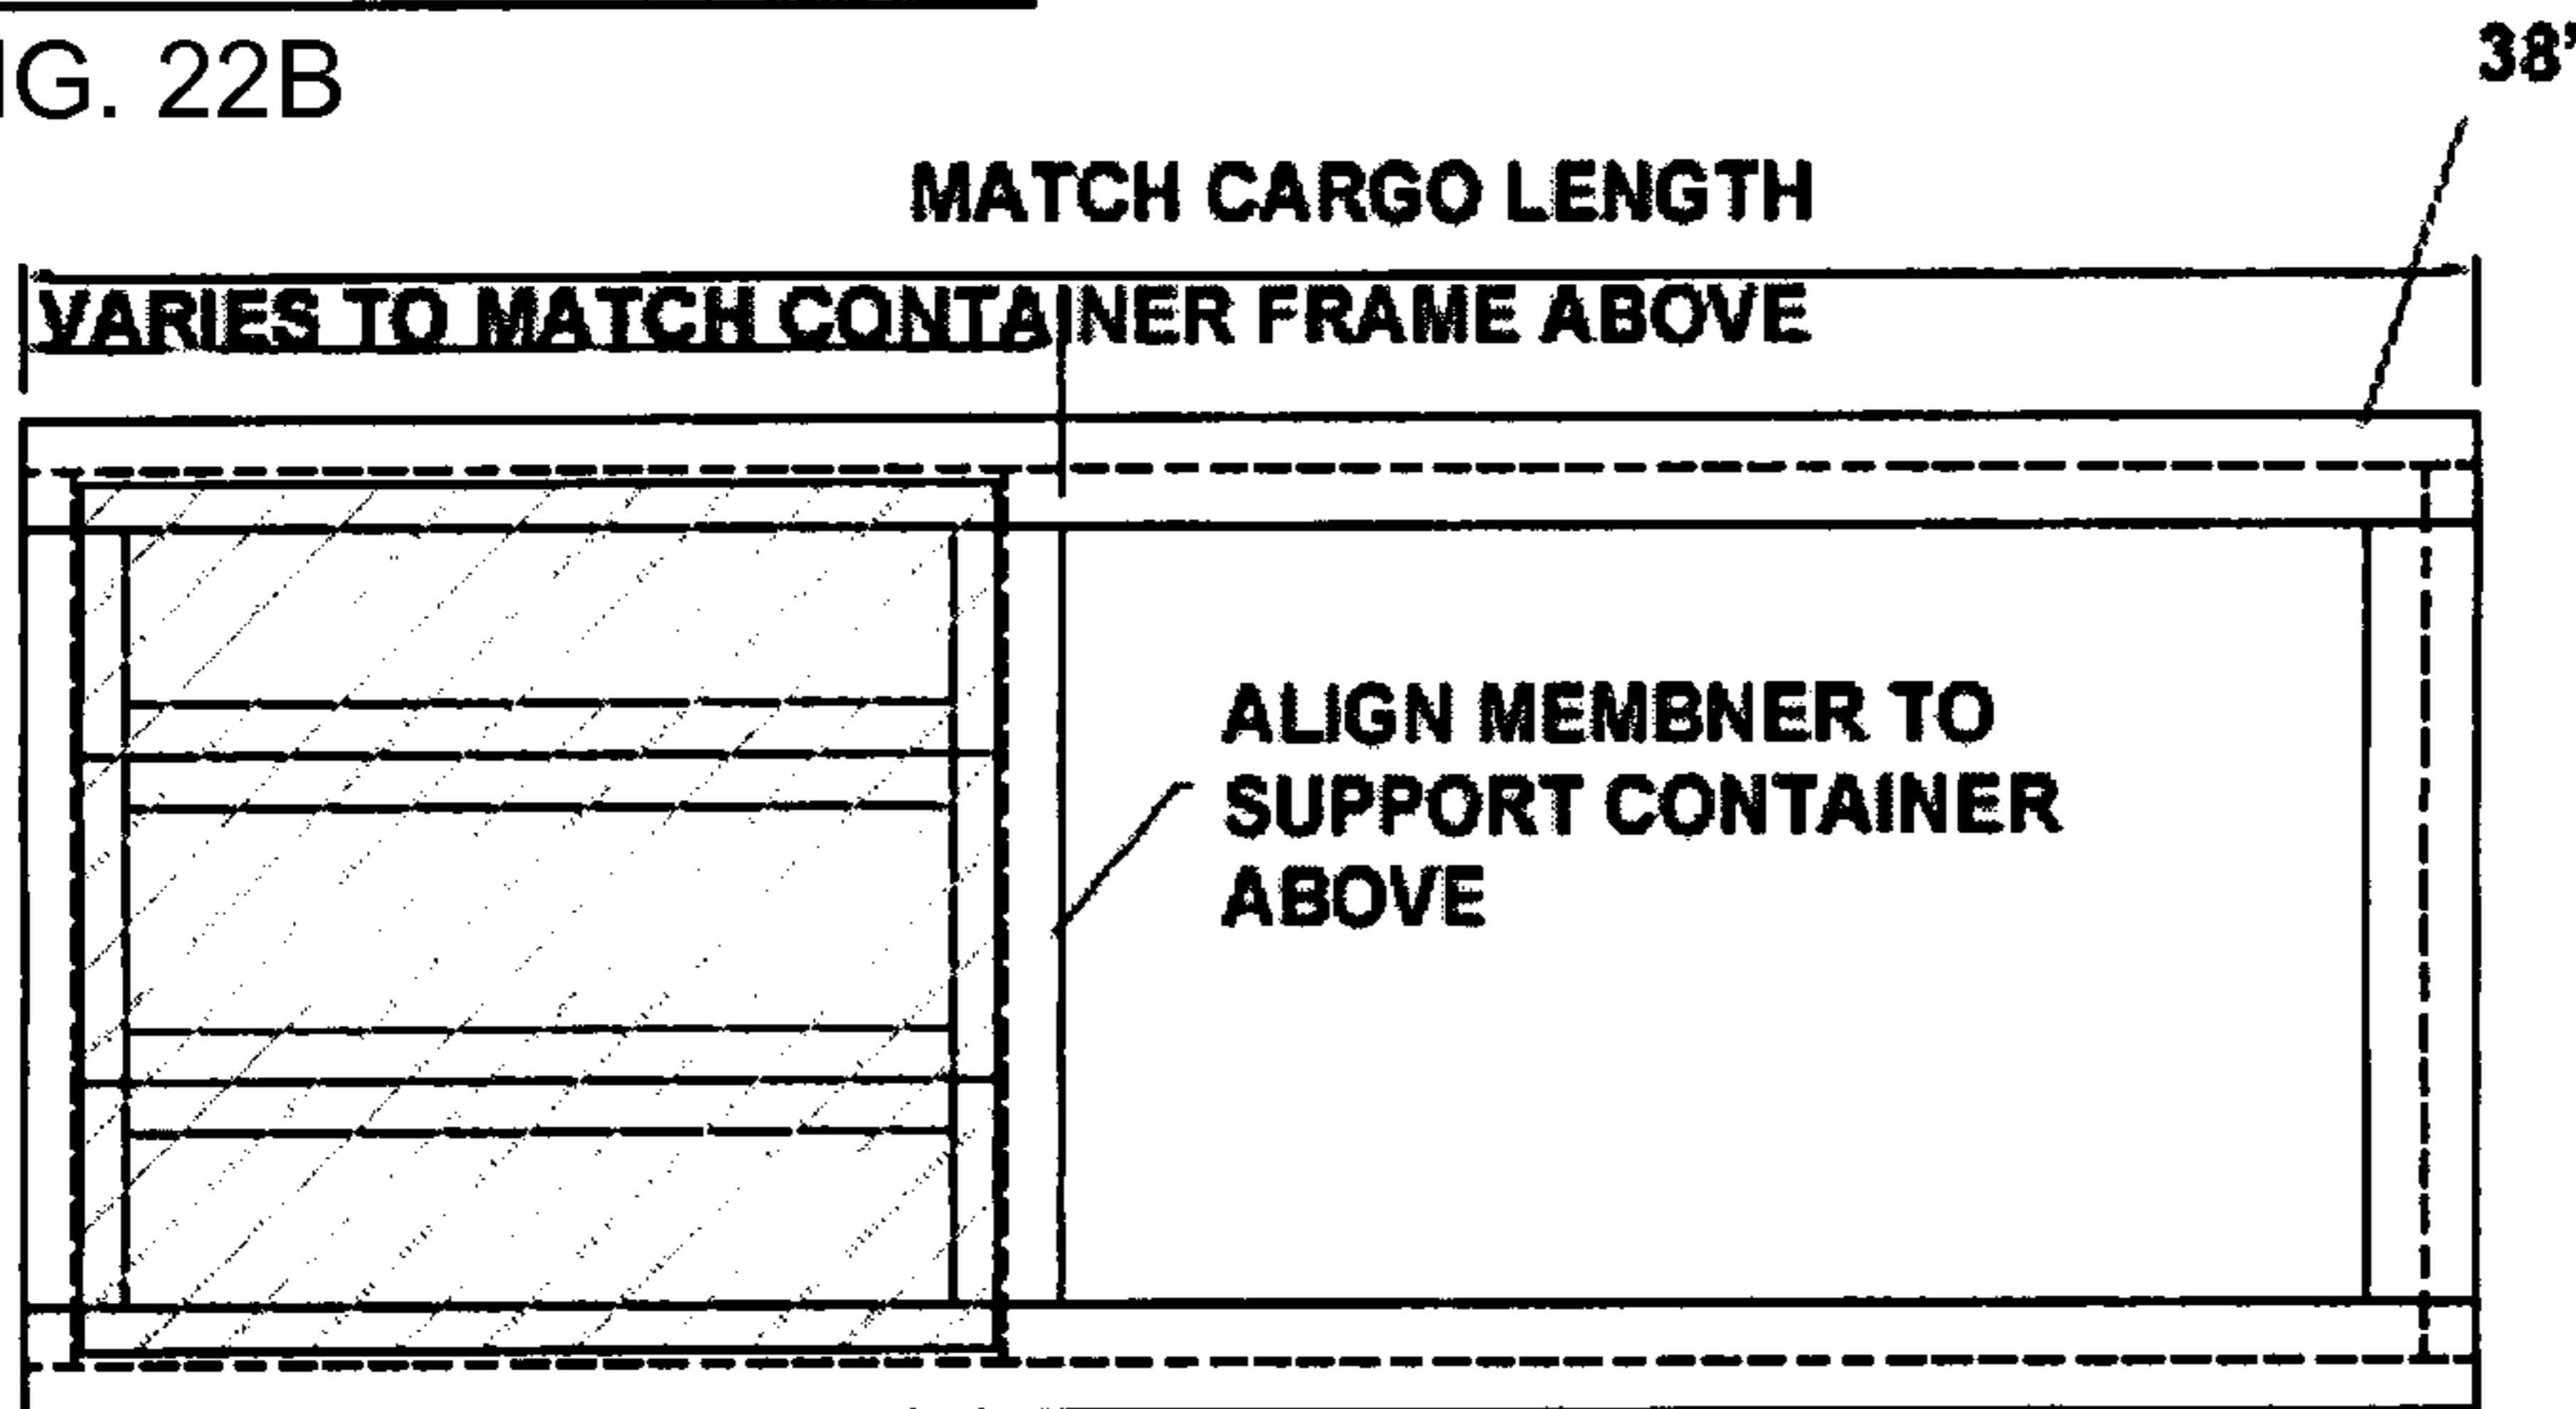 IG. 22B
38"
MATCH CARGO LENGTH
VARIES TO MATCH CONTAINER FRAME ABOVE
ALIGN MEMBNER TO
SUPPORT CONTAINER
ABOVE